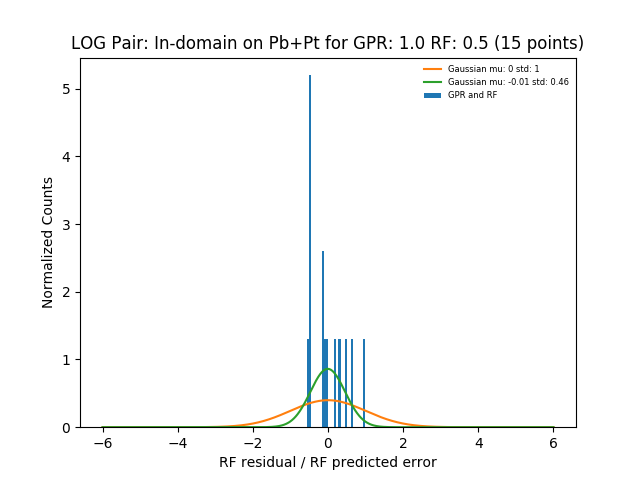 LOG Pair: In-domain on Pb+Pt for GPR: 1.0 RF: 0.5 (15 points)
Gaussian mu: 0 std: 1
Gaussian mu: -0.01 std: 0.46
GPR and RF
Normalized Counts
5
4
3
2
1
0
−6
−4
−2
0
2
4
6
RF residual / RF predicted error